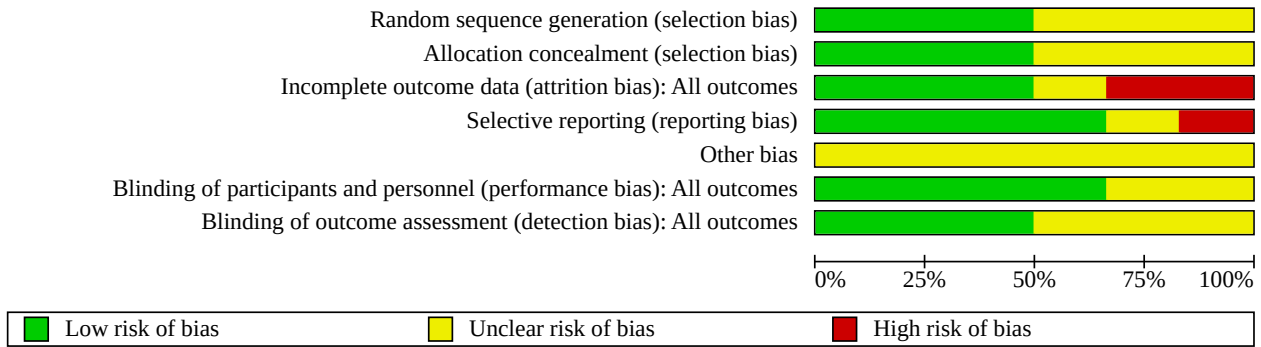 Random sequence generation (selection bias)
Allocation concealment (selection bias)
Incomplete outcome data (attrition bias): All outcomes
Selective reporting (reporting bias)
Other bias
Blinding of participants and personnel (performance bias): All outcomes
Blinding of outcome assessment (detection bias): All outcomes
0% 25% 50% 75% 100%
Low risk of bias Unclear risk of bias High risk of bias